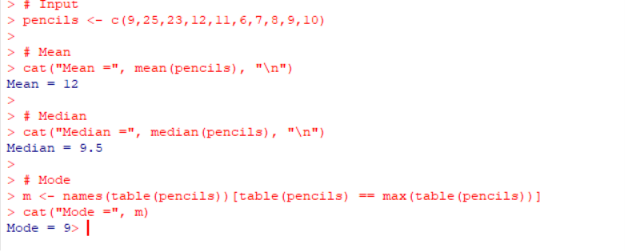 > # Input
> pencils <- c(9,25,23,12,11,6,7,8,9,10)
>
> # Mean
> cat("Mean =", mean(pencils), "\n")
Mean = 12
>
> # Median
> cat("Median =", median(pencils), "\n")
Median = 9.5
>
> # Mode
> m <- names(table(pencils))[table(pencils) == max(table(pencils))]
> cat("Mode =", m)
Mode = 9>